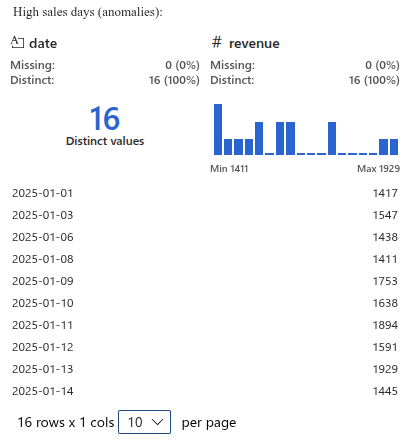 High sales days (anomalies):
date # revenue
Missing: 0 (0%) Missing: 0 (0%)
Distinct: 16 (100%) Distinct: 16 (100%)
16
Distinct values
Min 1411 Max 1929
2025-01-01 1417
2025-01-03 1547
2025-01-06 1438
2025-01-08 1411
2025-01-09 1753
2025-01-10 1638
2025-01-11 1894
2025-01-12 1591
2025-01-13 1929
2025-01-14 1445
16 rows x 1 cols 10 per page